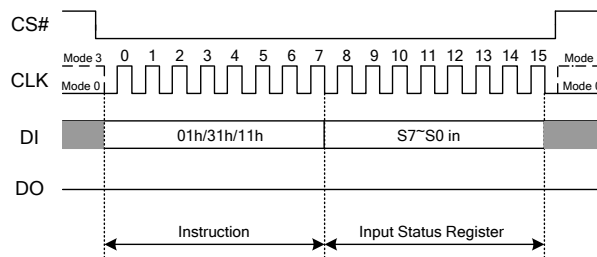 CS#
Mode 3 0 1 2 3 4 5 6 7 8 9 10 11 12 13 14 15 Mode
CLK
Mode 0 Mode 0
DI 01h/31h/11h S7~S0 in
DO
Instruction Input Status Register